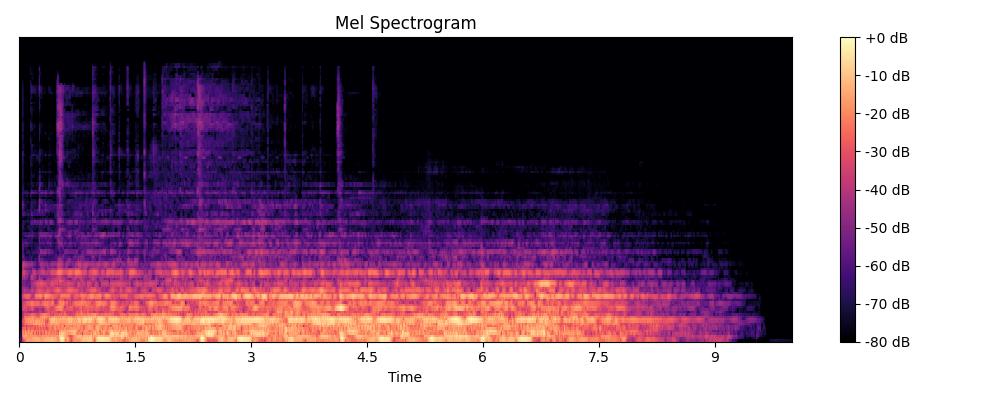 Mel Spectrogram
+0 dB
-10 dB
-20 dB
-30 dB
-40 dB
-50 dB
-60 dB
-70 dB
-80 dB
0 1.5 3 4.5 6 7.5 9
Time